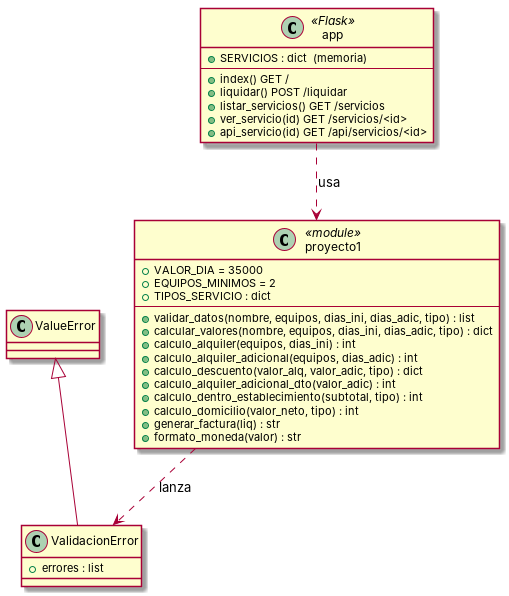 «Flask»
app
SERVICIOS : dict  (memoria)
index() GET /
liquidar() POST /liquidar
listar_servicios() GET /servicios
ver_servicio(id) GET /servicios/<id>
api_servicio(id) GET /api/servicios/<id>
usa
«module»
proyecto1
VALOR_DIA = 35000
EQUIPOS_MINIMOS = 2
TIPOS_SERVICIO : dict
validar_datos(nombre, equipos, dias_ini, dias_adic, tipo) : list
calcular_valores(nombre, equipos, dias_ini, dias_adic, tipo) : dict
calculo_alquiler(equipos, dias_ini) : int
calculo_alquiler_adicional(equipos, dias_adic) : int
calculo_descuento(valor_alq, valor_adic, tipo) : dict
calculo_alquiler_adicional_dto(valor_adic) : int
calculo_dentro_establecimiento(subtotal, tipo) : int
calculo_domicilio(valor_neto, tipo) : int
generar_factura(liq) : str
formato_moneda(valor) : str
C ValueError
lanza
C ValidacionError
errores : list